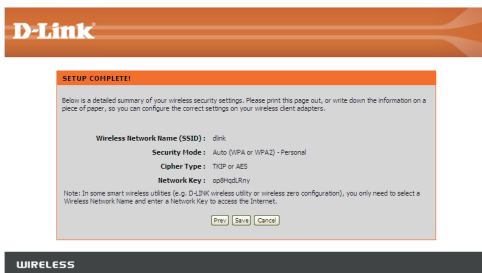 D-Link
SETUP COMPLETE!
Below is a detailed summary of your wireless security settings. Please print this page out, or write down the information on a
piece of paper, so you can configure the correct settings on your wireless client adapters.
Wireless Network Name (SSID) : dlink
Security Mode : Auto (WPA or WPA2) - Personal
Cipher Type : TKIP or AES
Network Key : op8HqdLRny
Note: In some smart wireless utilities (e.g. D-LINK wireless utility or wireless zero configuration), you only need to select a
Wireless Network Name and enter a Network Key to access the Internet.
Prev Save Cancel
WIRELESS